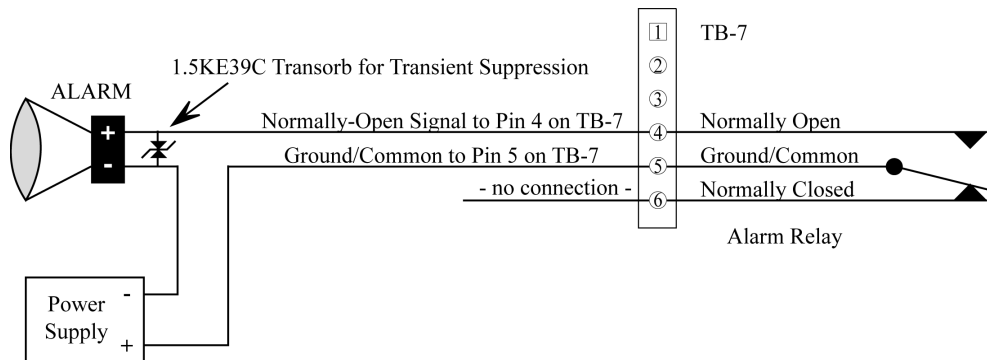 1 TB-7
2
1.5KE39C Transorb for Transient Suppression
ALARM
3
+ Normally-Open Signal to Pin 4 on TB-7 4 Normally Open
- Ground/Common to Pin 5 on TB-7 5 Ground/Common
- no connection - 6 Normally Closed
Alarm Relay
Power -
Supply +